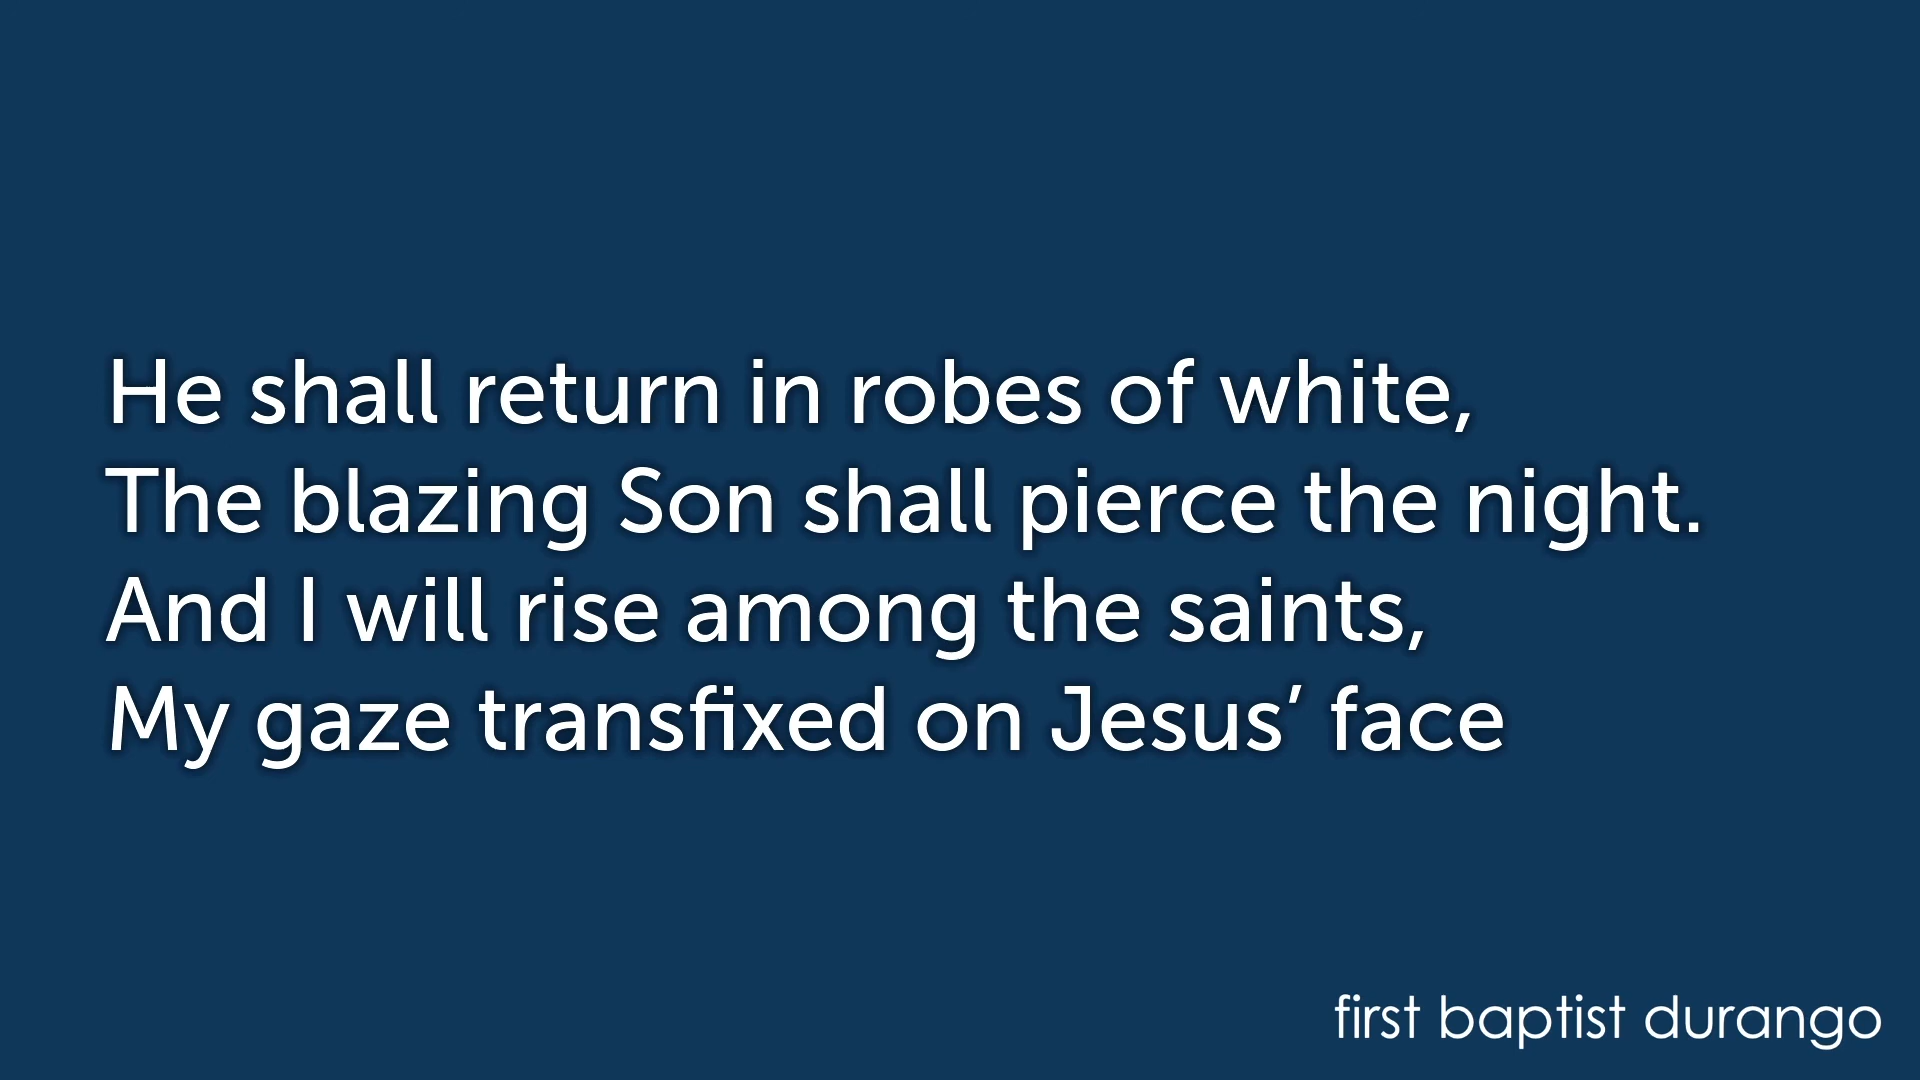 He shall return in robes of white,
The blazing Son shall pierce the night.
And I will rise among the saints,
My gaze transfixed on Jesus’ face
first baptist durango